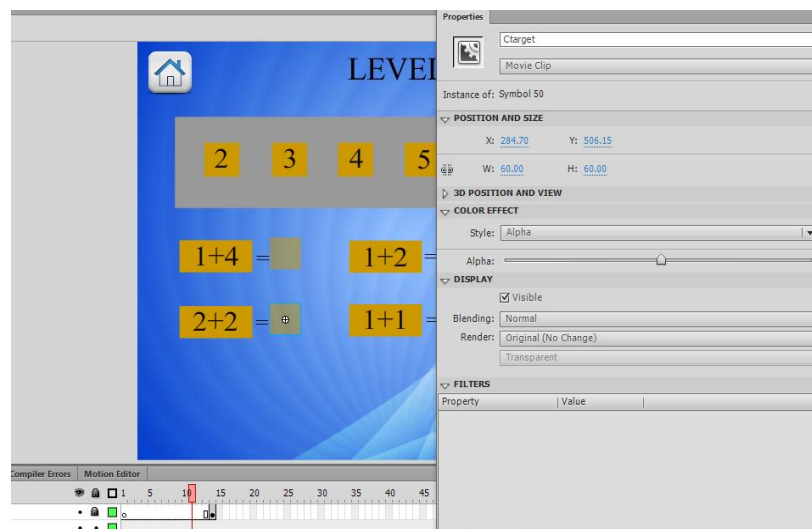 Properties
Ctarget
Movie Clip
Instance of: Symbol 50
POSITION AND SIZE
X: 284.70 Y: 506.15
W: 60.00 H: 60.00
3D POSITION AND VIEW
COLOR EFFECT
Style: Alpha
Alpha:
DISPLAY
Visible
Blending: Normal
Render: Original (No Change)
Transparent
FILTERS
Property Value
LEVEL
2 3 4 5
1+4 = 1+2 =
2+2 = 1+1 =
Compiler Errors Motion Editor
1 5 10 15 20 25 30 35 40 45